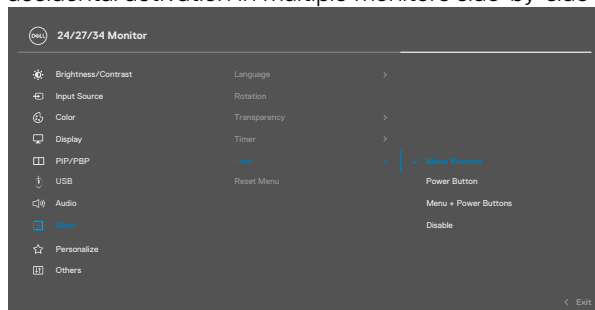 accidental activation in multiple monitors side-by-side
DELL
24/27/34 Monitor
Brightness/Contrast
Input Source
Color
Display
PIP/PBP
USB
Audio
Menu
Personalize
Others
Language
Rotation
Transparency
Timer
Lock
Reset Menu
Menu Buttons
Power Button
Menu + Power Buttons
Disable
Exit